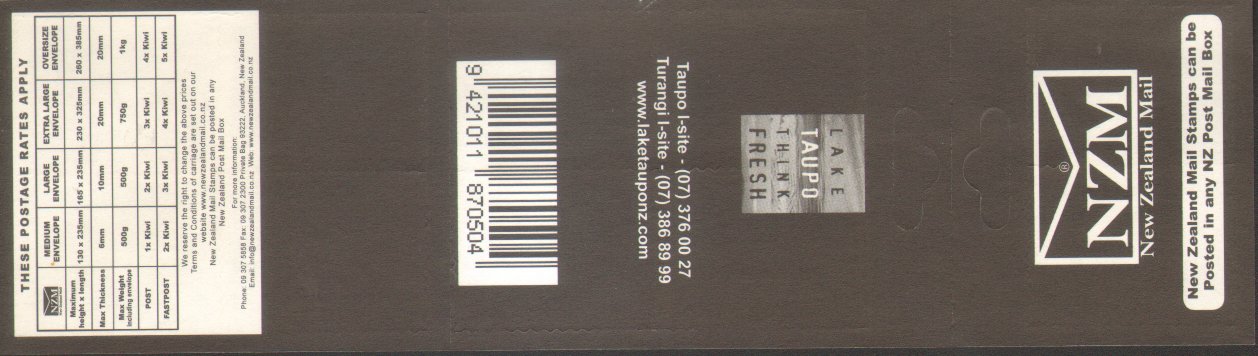 THESE POSTAGE RATES APPLY
NZM
MEDIUM ENVELOPE
LARGE ENVELOPE
EXTRA LARGE ENVELOPE
OVERSIZE ENVELOPE
Maximum height x length
130 x 235mm
165 x 235mm
230 x 325mm
260 x 385mm
Max Thickness
6mm
10mm
20mm
20mm
Max Weight including envelope
500g
500g
750g
1kg
POST
1x Kiwi
2x Kiwi
3x Kiwi
4x Kiwi
FASTPOST
2x Kiwi
3x Kiwi
4x Kiwi
5x Kiwi
We reserve the right to change the above prices
Terms and Conditions of carriage are set out on our
website www.newzealandmail.co.nz
New Zealand Mail Stamps can be posted in any
New Zealand Post Mail Box
For more information:
Phone: 09 307 5858 Fax: 09 307 2300 Private Bag 93222, Auckland, New Zealand
Email: info@newzealandmail.co.nz Web: www.newzealandmail.co.nz
9 421011 870504
Taupo I-site - (07) 376 00 27
Turangi I-site - (07) 386 89 99
www.laketauponz.com
LAKE
TAUPO
THINK
FRESH
®
NZM
New Zealand Mail
New Zealand Mail Stamps can be
Posted in any NZ Post Mail Box